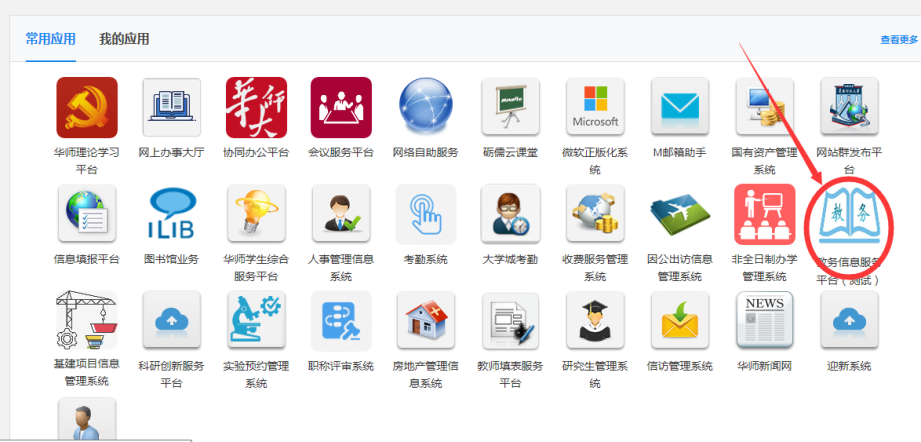 常用应用 我的应用 查看更多
华师 大
Microsoft
华师理论学习 网上办事大厅 协同办公平台 会议服务平台 网络自助服务 砺儒云课堂 微软正版化系 M邮箱助手 国有资产管理 网站群发布平
平台 统 系统 台
iLIB
教务
信息填报平台 图书馆业务 华师学生综合 人事管理信息 考勤系统 大学城考勤 收费服务管理 因公出访信息 非全日制办学 教务信息服务
服务平台 系统 系统 管理系统 管理系统 平台（测试）
NEWS
基建项目信息 科研创新服务 实验预约管理 职称评审系统 房地产管理信 教师填表服务 研究生管理系 信访管理系统 华师新闻网 迎新系统
管理系统 平台 系统 息系统 平台 统